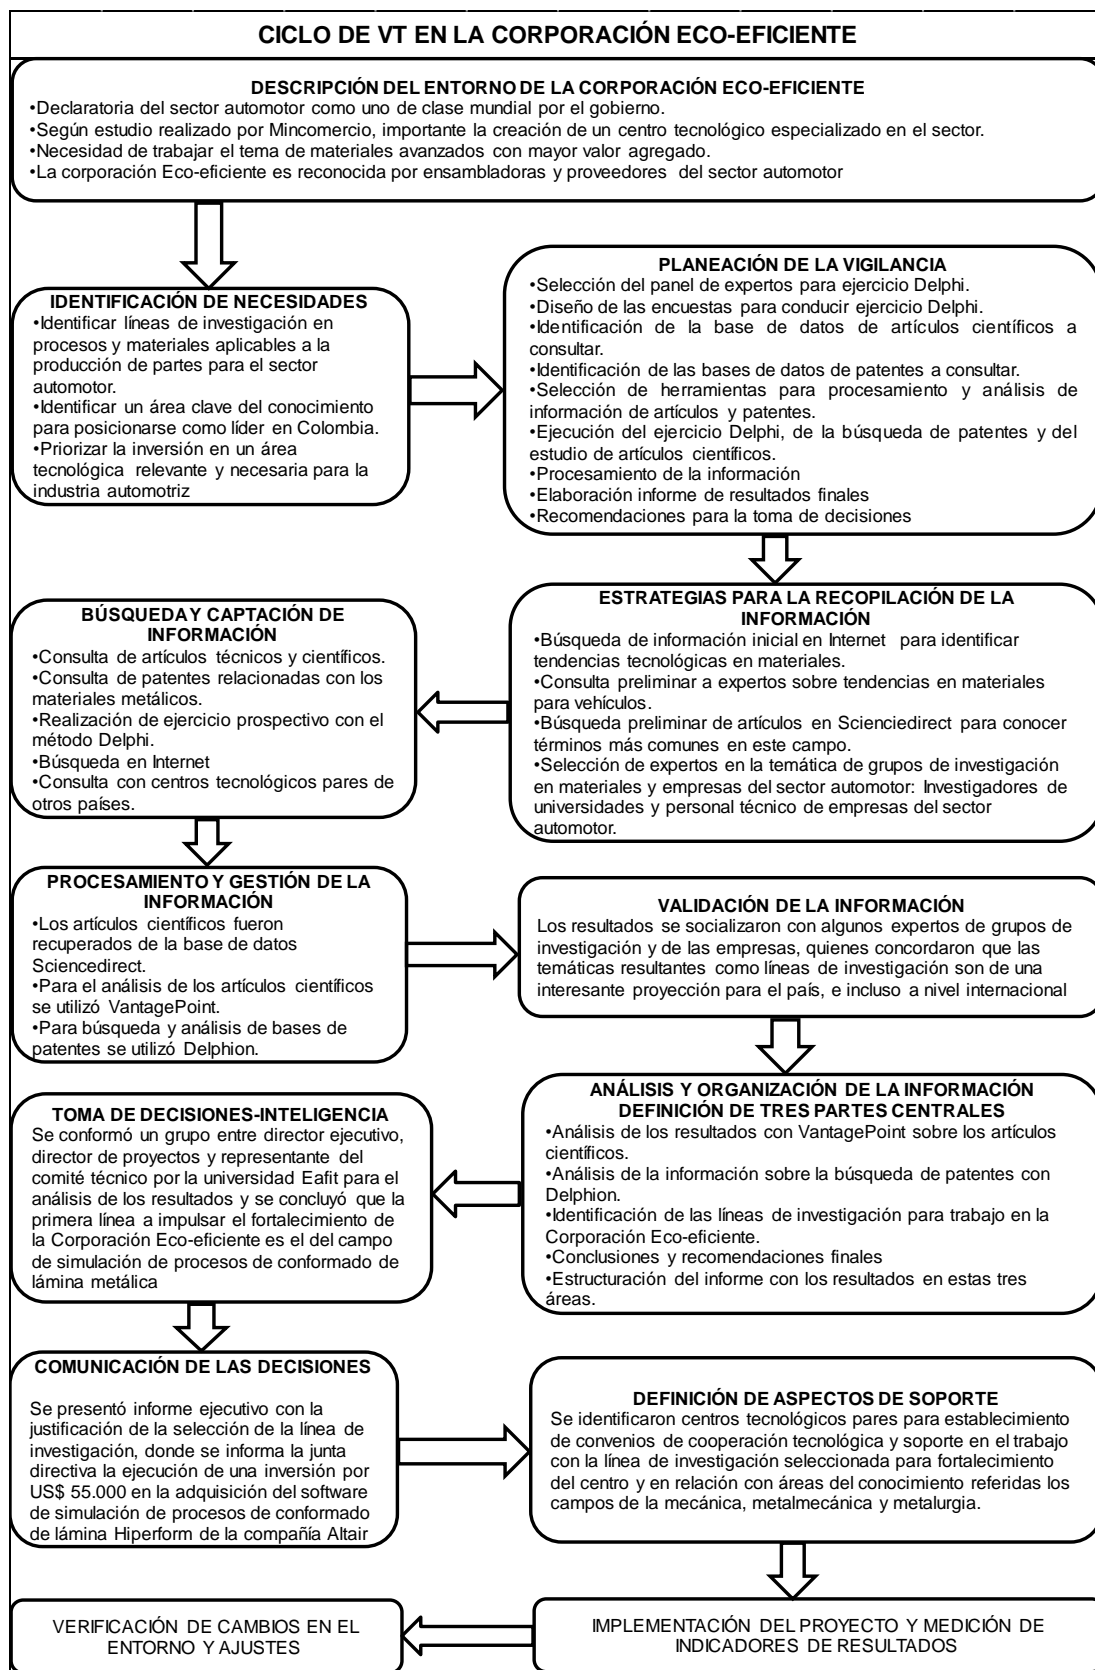 CICLO DE VT EN LA CORPORACIÓN ECO-EFICIENTE
DESCRIPCIÓN DEL ENTORNO DE LA CORPORACIÓN ECO-EFICIENTE
•Declaratoria del sector automotor como uno de clase mundial por el gobierno.
•Según estudio realizado por Mincomercio, importante la creación de un centro tecnológico especializado en el sector.
•Necesidad de trabajar el tema de materiales avanzados con mayor valor agregado.
•La corporación Eco-eficiente es reconocida por ensambladoras y proveedores del sector automotor
IDENTIFICACIÓN DE NECESIDADES
•Identificar líneas de investigación en
procesos y materiales aplicables a la
producción de partes para el sector
automotor.
•Identificar un área clave del conocimiento
para posicionarse como líder en Colombia.
•Priorizar la inversión en un área
tecnológica relevante y necesaria para la
industria automotriz
PLANEACIÓN DE LA VIGILANCIA
•Selección del panel de expertos para ejercicio Delphi.
•Diseño de las encuestas para conducir ejercicio Delphi.
•Identificación de la base de datos de artículos científicos a
consultar.
•Identificación de las bases de datos de patentes a consultar.
•Selección de herramientas para procesamiento y análisis de
información de artículos y patentes.
•Ejecución del ejercicio Delphi, de la búsqueda de patentes y del
estudio de artículos científicos.
•Procesamiento de la información
•Elaboración informe de resultados finales
•Recomendaciones para la toma de decisiones
ESTRATEGIAS PARA LA RECOPILACIÓN DE LA
INFORMACIÓN
•Búsqueda de información inicial en Internet para identificar
tendencias tecnológicas en materiales.
•Consulta preliminar a expertos sobre tendencias en materiales
para vehículos.
•Búsqueda preliminar de artículos en Scienciedirect para conocer
términos más comunes en este campo.
•Selección de expertos en la temática de grupos de investigación
en materiales y empresas del sector automotor: Investigadores de
universidades y personal técnico de empresas del sector
automotor.
BÚSQUEDA Y CAPTACIÓN DE
INFORMACIÓN
•Consulta de artículos técnicos y científicos.
•Consulta de patentes relacionadas con los
materiales metálicos.
•Realización de ejercicio prospectivo con el
método Delphi.
•Búsqueda en Internet
•Consulta con centros tecnológicos pares de
otros países.
PROCESAMIENTO Y GESTIÓN DE LA
INFORMACIÓN
•Los artículos científicos fueron
recuperados de la base de datos
Sciencedirect.
•Para el análisis de los artículos científicos
se utilizó VantagePoint.
•Para búsqueda y análisis de bases de
patentes se utilizó Delphion.
VALIDACIÓN DE LA INFORMACIÓN
Los resultados se socializaron con algunos expertos de grupos de
investigación y de las empresas, quienes concordaron que las
temáticas resultantes como líneas de investigación son de una
interesante proyección para el país, e incluso a nivel internacional
ANÁLISIS Y ORGANIZACIÓN DE LA INFORMACIÓN
DEFINICIÓN DE TRES PARTES CENTRALES
•Análisis de los resultados con VantagePoint sobre los artículos
científicos.
•Análisis de la información sobre la búsqueda de patentes con
Delphion.
•Identificación de las líneas de investigación para trabajo en la
Corporación Eco-eficiente.
•Conclusiones y recomendaciones finales
•Estructuración del informe con los resultados en estas tres
áreas.
TOMA DE DECISIONES-INTELIGENCIA
Se conformó un grupo entre director ejecutivo,
director de proyectos y representante del
comité técnico por la universidad Eafit para el
análisis de los resultados y se concluyó que la
primera línea a impulsar el fortalecimiento de
la Corporación Eco-eficiente es el del campo
de simulación de procesos de conformado de
lámina metálica
COMUNICACIÓN DE LAS DECISIONES
Se presentó informe ejecutivo con la
justificación de la selección de la línea de
investigación, donde se informa la junta
directiva la ejecución de una inversión por
US$ 55.000 en la adquisición del software
de simulación de procesos de conformado
de lámina Hiperform de la compañía Altair
DEFINICIÓN DE ASPECTOS DE SOPORTE
Se identificaron centros tecnológicos pares para establecimiento
de convenios de cooperación tecnológica y soporte en el trabajo
con la línea de investigación seleccionada para fortalecimiento
del centro y en relación con áreas del conocimiento referidas los
campos de la mecánica, metalmecánica y metalurgia.
IMPLEMENTACIÓN DEL PROYECTO Y MEDICIÓN DE
INDICADORES DE RESULTADOS
VERIFICACIÓN DE CAMBIOS EN EL
ENTORNO Y AJUSTES